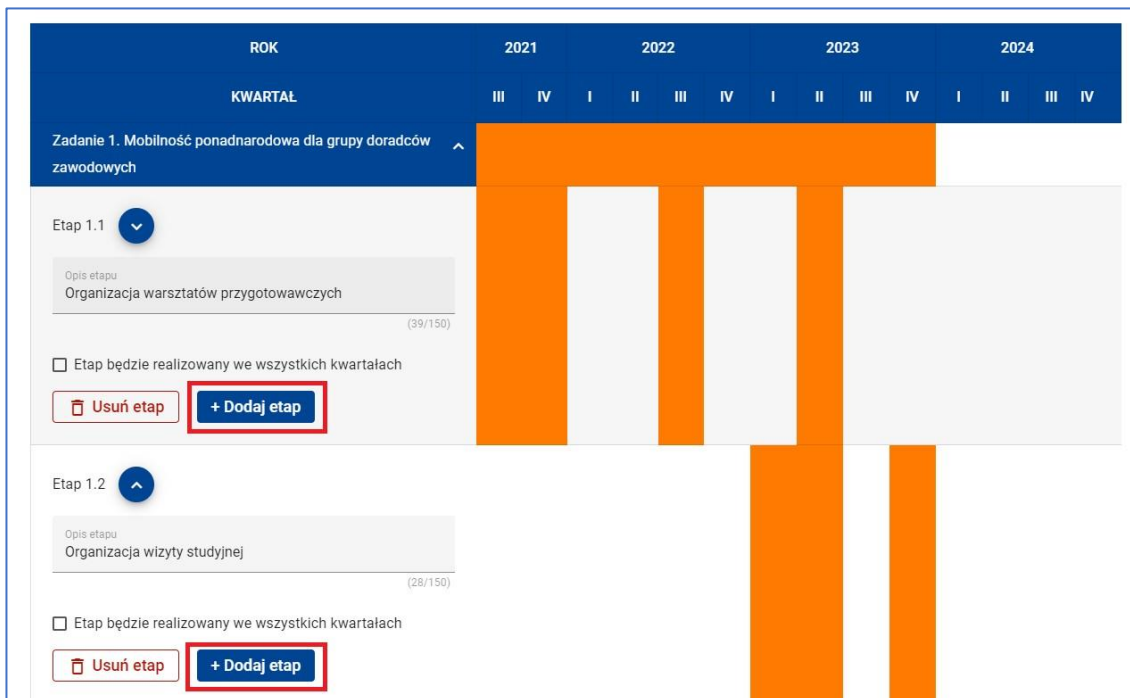 ROK 2021 2022 2023 2024
KWARTAŁ III IV I II III IV I II III IV I II III IV
Zadanie 1. Mobilność ponadnarodowa dla grupy doradców
zawodowych
Etap 1.1
Opis etapu
Organizacja warsztatów przygotowawczych
(39/150)
Etap będzie realizowany we wszystkich kwartałach
Usuń etap + Dodaj etap
Etap 1.2
Opis etapu
Organizacja wizyty studyjnej
(28/150)
Etap będzie realizowany we wszystkich kwartałach
Usuń etap + Dodaj etap